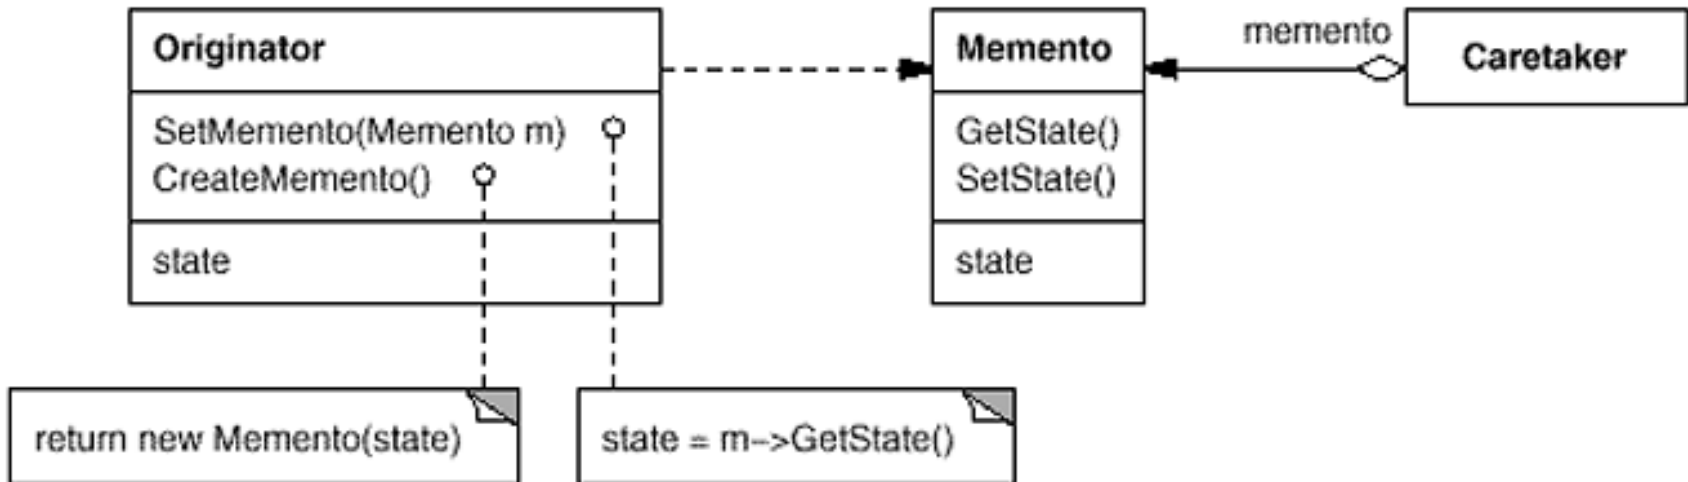 Originator
SetMemento(Memento m)
CreateMemento()
state
Memento
GetState()
SetState()
state
memento
Caretaker
return new Memento(state)
state = m->GetState()